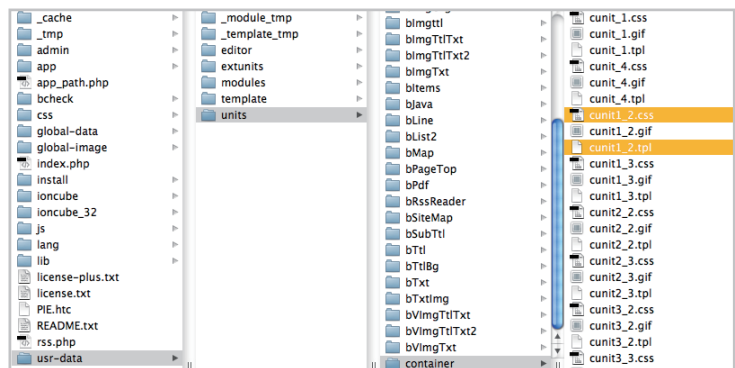 _cache
_tmp
admin
app
app_path.php
bcheck
css
global-data
global-image
index.php
install
ioncube
ioncube_32
js
lang
lib
license-plus.txt
license.txt
PIE.htc
README.txt
rss.php
usr-data
_module_tmp
_template_tmp
editor
extunits
modules
template
units
bImgttl
bImgTtlTxt
bImgTtlTxt2
bImgTxt
bItems
bJava
bLine
bList2
bMap
bPageTop
bPdf
bRssReader
bSiteMap
bSubTtl
bTtl
bTtlBg
bTxt
bTxtImg
bVImgTtlTxt
bVImgTtlTxt2
bVImgTxt
container
cunit_1.css
cunit_1.gif
cunit_1.tpl
cunit_4.css
cunit_4.gif
cunit_4.tpl
cunit1_2.css
cunit1_2.gif
cunit1_2.tpl
cunit1_3.css
cunit1_3.gif
cunit1_3.tpl
cunit2_2.css
cunit2_2.gif
cunit2_2.tpl
cunit2_3.css
cunit2_3.gif
cunit2_3.tpl
cunit3_2.css
cunit3_2.gif
cunit3_2.tpl
cunit3_3.css